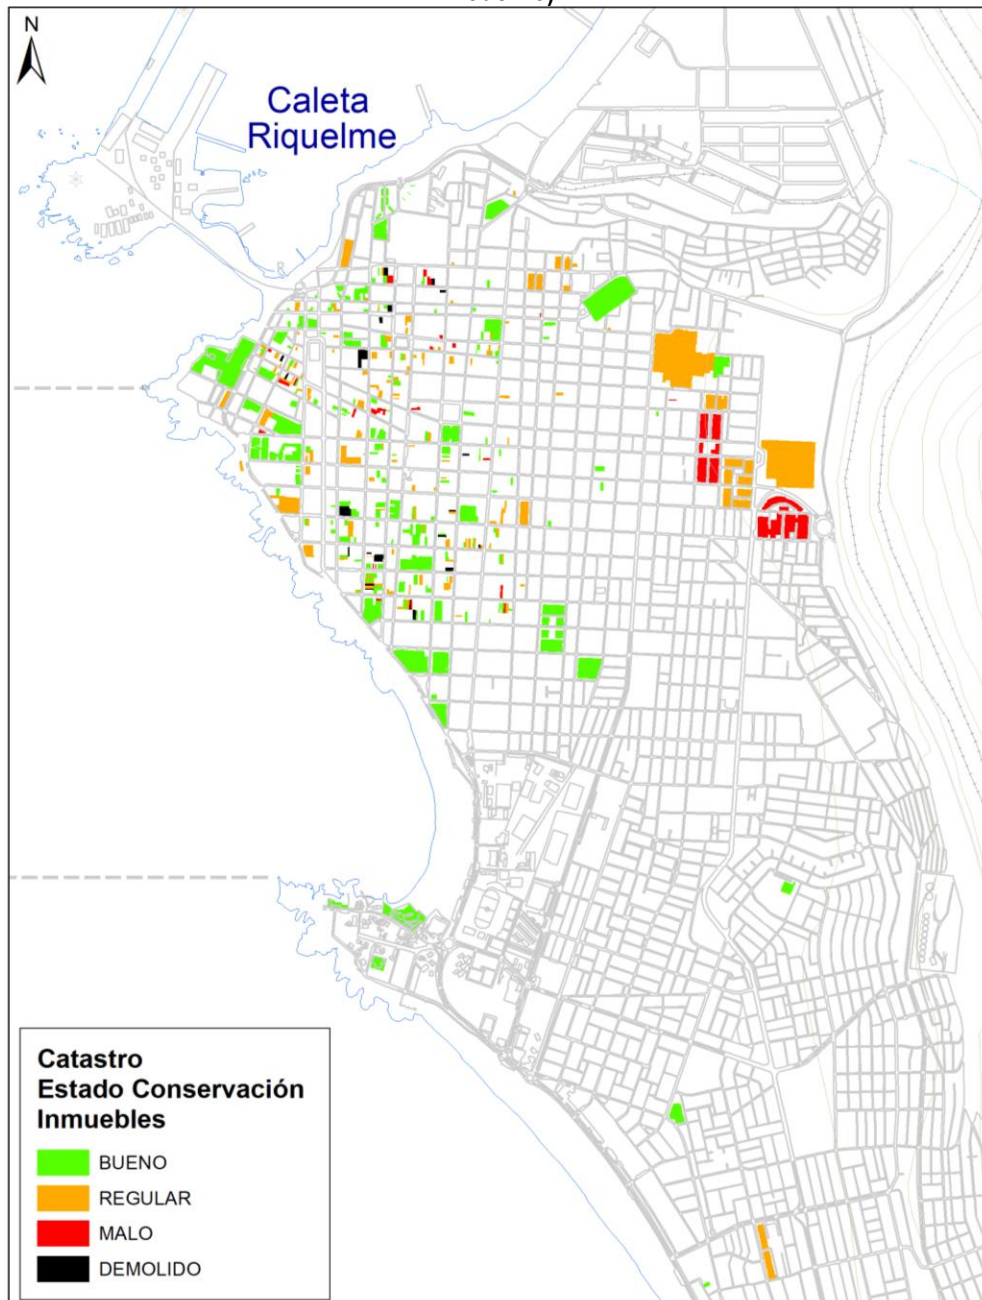 N
Caleta
Riquelme
Catastro
Estado Conservación
Inmuebles
BUENO
REGULAR
MALO
DEMOLIDO